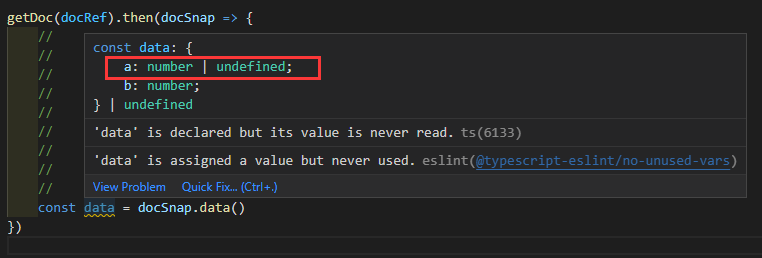 getDoc(docRef).then(docSnap => {
//
//
const data: {
//
a: number | undefined;
//
b: number;
//
} | undefined
//
'data' is declared but its value is never read. ts(6133)
//
'data' is assigned a value but never used. eslint(@typescript-eslint/no-unused-vars)
//
View Problem Quick Fix... (Ctrl+.)
//
const data = docSnap.data()
})